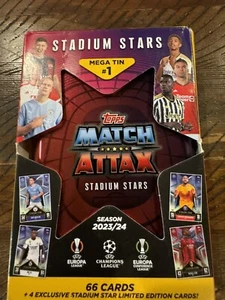 STADIUM STARS
MEGA TIN
#1
Topps
MATCH
ATTAX
STADIUM STARS
SEASON
2023/24
EUROPA
LEAGUE
CHAMPIONS
LEAGUE
EUROPA
CONFERENCE
LEAGUE
66 CARDS
+ 4 EXCLUSIVE STADIUM STAR LIMITED EDITION CARDS!